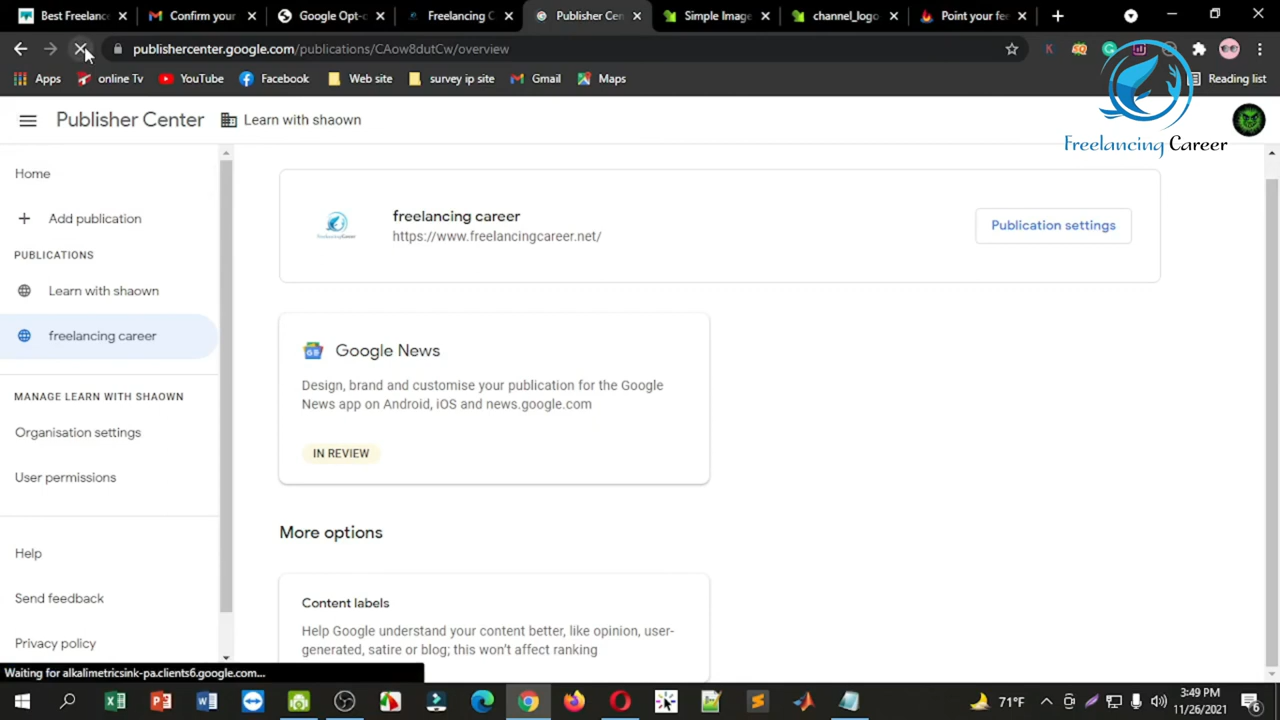 Best Freelanc
Confirm your
Google Opt-o
Freelancing C
Publisher Cen
Simple Image
channel_logo
Point your fee
publishercenter.google.com/publications/CAow8dutCw/overview
Apps
online Tv
YouTube
Facebook
Web site
survey ip site
Gmail
Maps
Reading list
Publisher Center
Learn with shaown
Freelancing Career
Home
Add publication
PUBLICATIONS
Learn with shaown
freelancing career
MANAGE LEARN WITH SHAOWN
Organisation settings
User permissions
Help
Send feedback
Privacy policy
freelancing career
https://www.freelancingcareer.net/
Publication settings
Google News
Design, brand and customise your publication for the Google
News app on Android, iOS and news.google.com
IN REVIEW
More options
Content labels
Help Google understand your content better, like opinion, user-
generated, satire or blog; this won't affect ranking
Waiting for alkalimetricsink-pa.clients6.google.com...
71°F
3:49 PM
11/26/2021
6